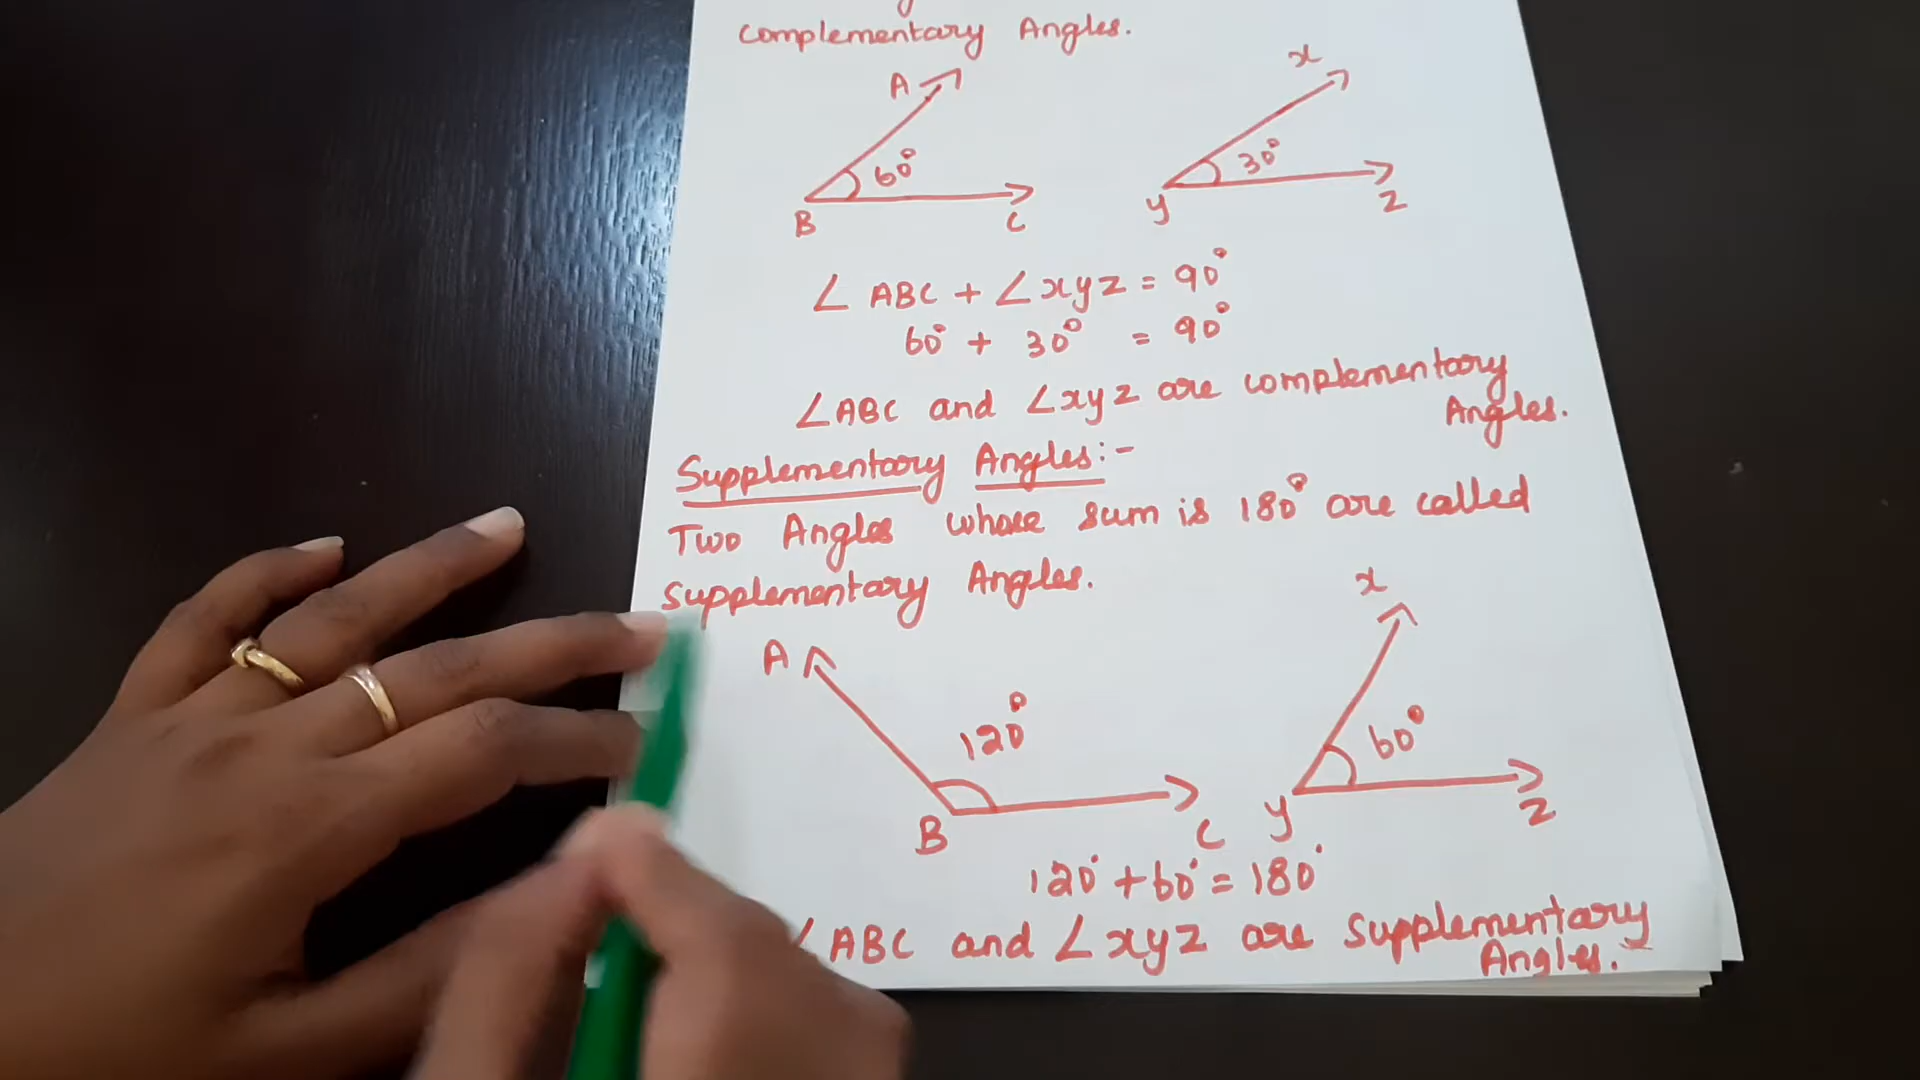 complementary Angles.
A
x
60°
30°
B
C
y
z
∠ ABC + ∠xyz = 90°
60° + 30° = 90°
∠ABC and ∠xyz are complementary
Angles.
Supplementary Angles:-
Two Angles whose sum is 180° are called
supplementary Angles.
x
A
120°
60°
B
C
y
z
120° + 60° = 180°
∠ABC and ∠xyz are supplementary
Angles.